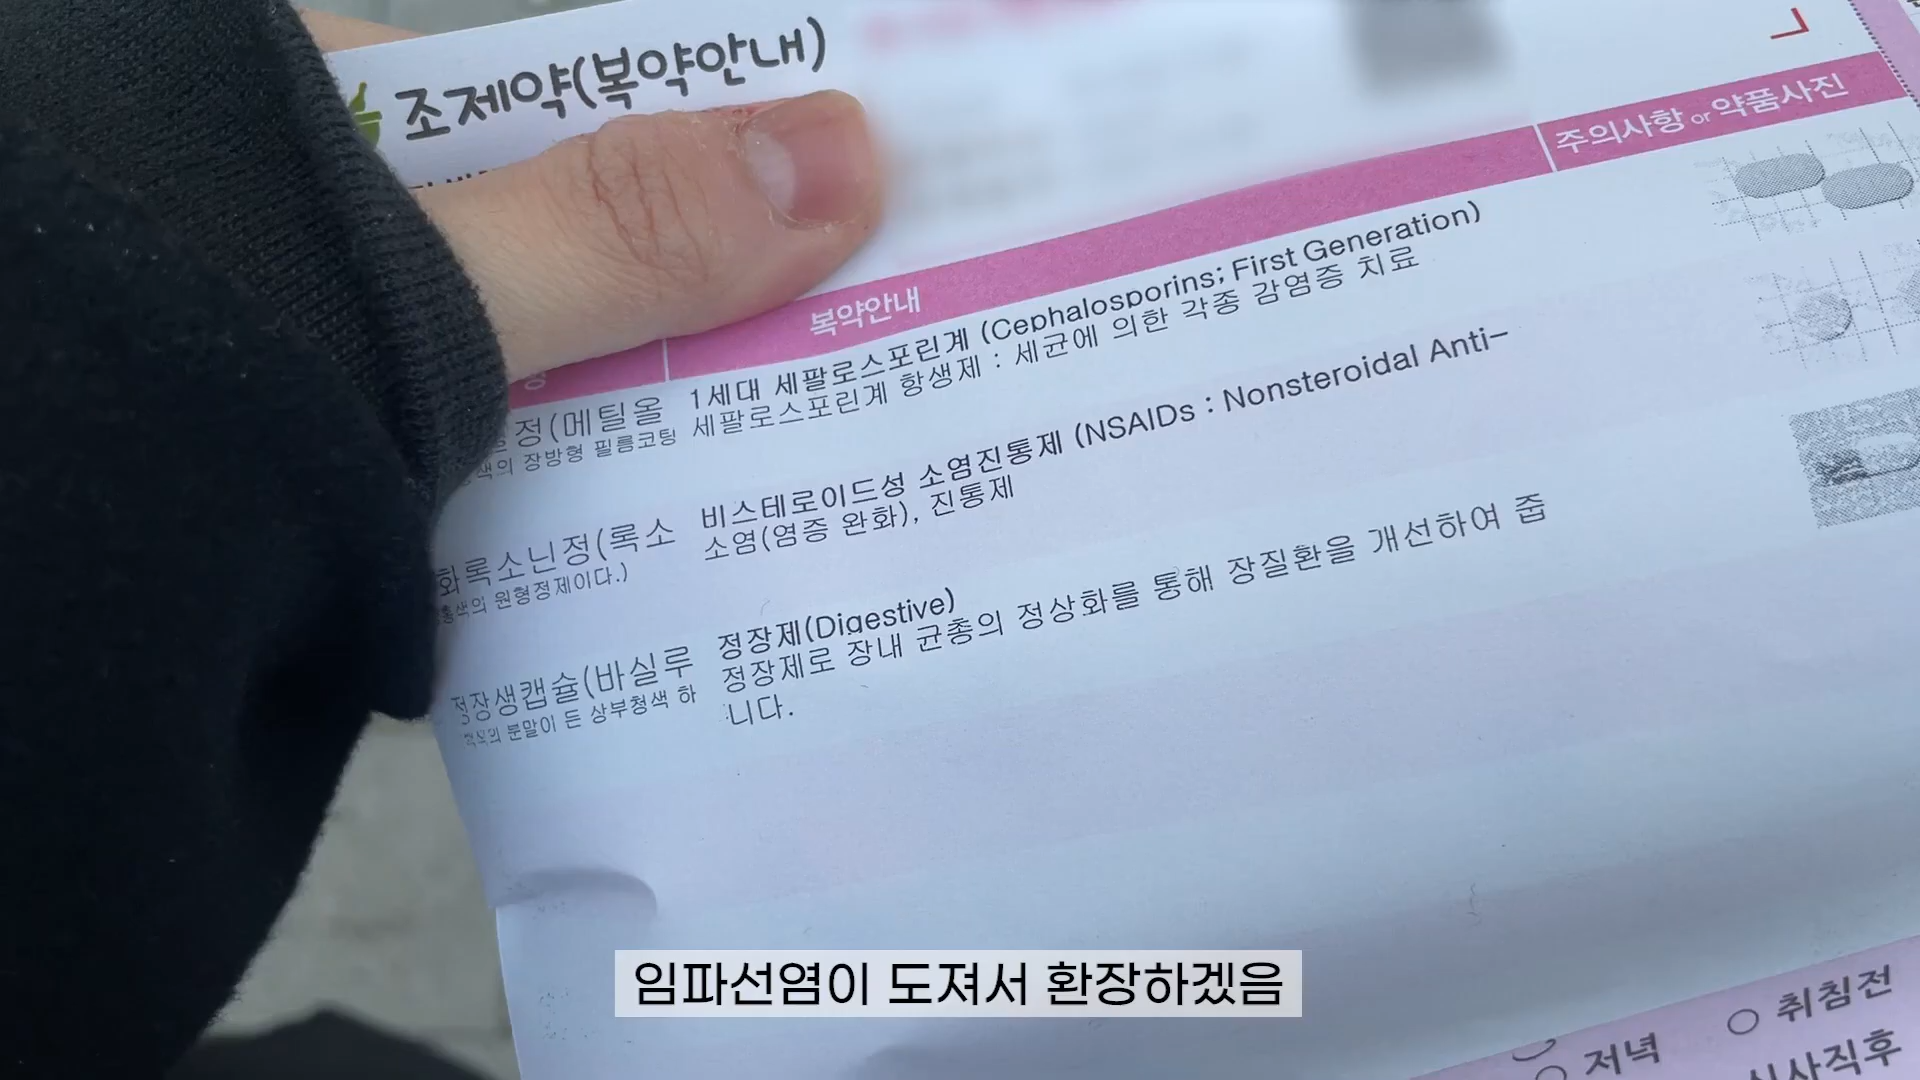 조제약(복약안내)
주의사항 or 약품사진
복약안내
정(메틸올
색의 장방형 필름코팅
1세대 세팔로스포린계 (Cephalosporins; First Generation)
세팔로스포린계 항생제 : 세균에 의한 각종 감염증 치료
화록소닌정(록소
홍색의 원형정제이다.)
비스테로이드성 소염진통제 (NSAIDs : Nonsteroidal Anti-
소염(염증 완화), 진통제
정장생캡슐(바실루
분말이 든 상부청색 하
정장제(Digestive)
정장제로 장내 균총의 정상화를 통해 장질환을 개선하여 줍
니다.
임파선염이 도져서 환장하겠음
저녁
취침전
식사직후